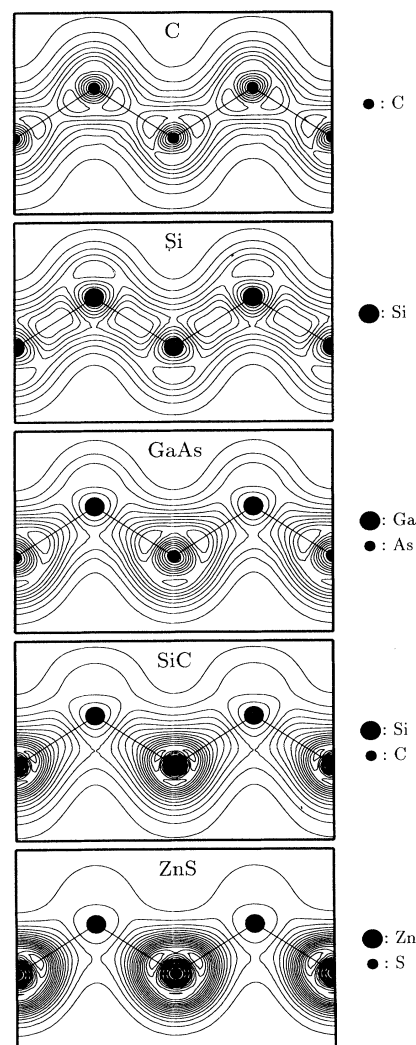 C
: C
Si
: Si
GaAs
: Ga
: As
SiC
: Si
: C
ZnS
: Zn
: S